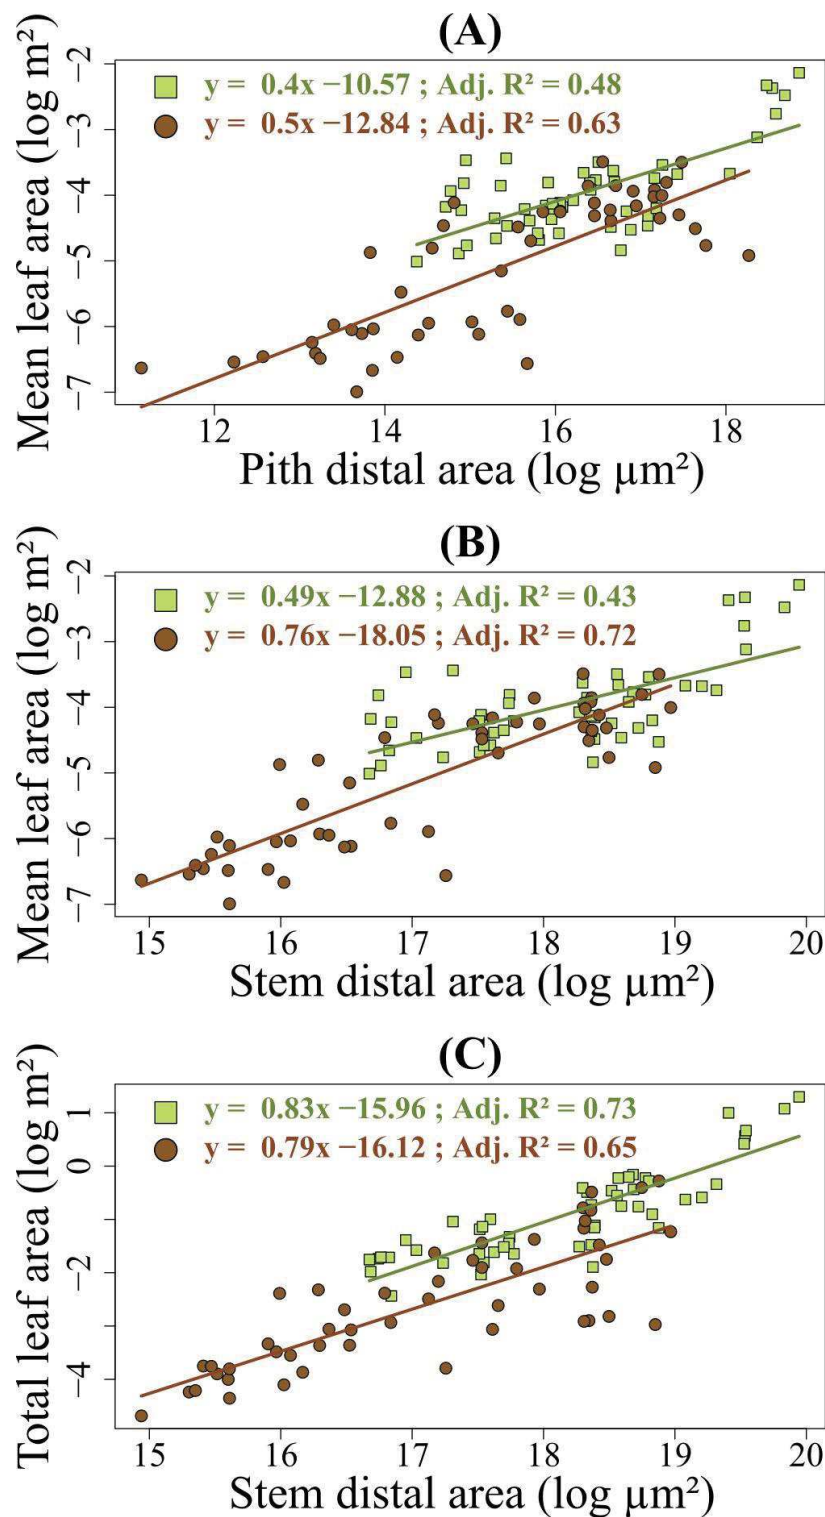 (A)
y = 0.4x −10.57 ; Adj. R² = 0.48
y = 0.5x −12.84 ; Adj. R² = 0.63
Mean leaf area (log m²)
−2
−3
−4
−5
−6
−7
12 14 16 18
Pith distal area (log µm²)
(B)
y = 0.49x −12.88 ; Adj. R² = 0.43
y = 0.76x −18.05 ; Adj. R² = 0.72
Mean leaf area (log m²)
−2
−3
−4
−5
−6
−7
15 16 17 18 19 20
Stem distal area (log µm²)
(C)
y = 0.83x −15.96 ; Adj. R² = 0.73
y = 0.79x −16.12 ; Adj. R² = 0.65
Total leaf area (log m²)
1
0
−2
−4
15 16 17 18 19 20
Stem distal area (log µm²)